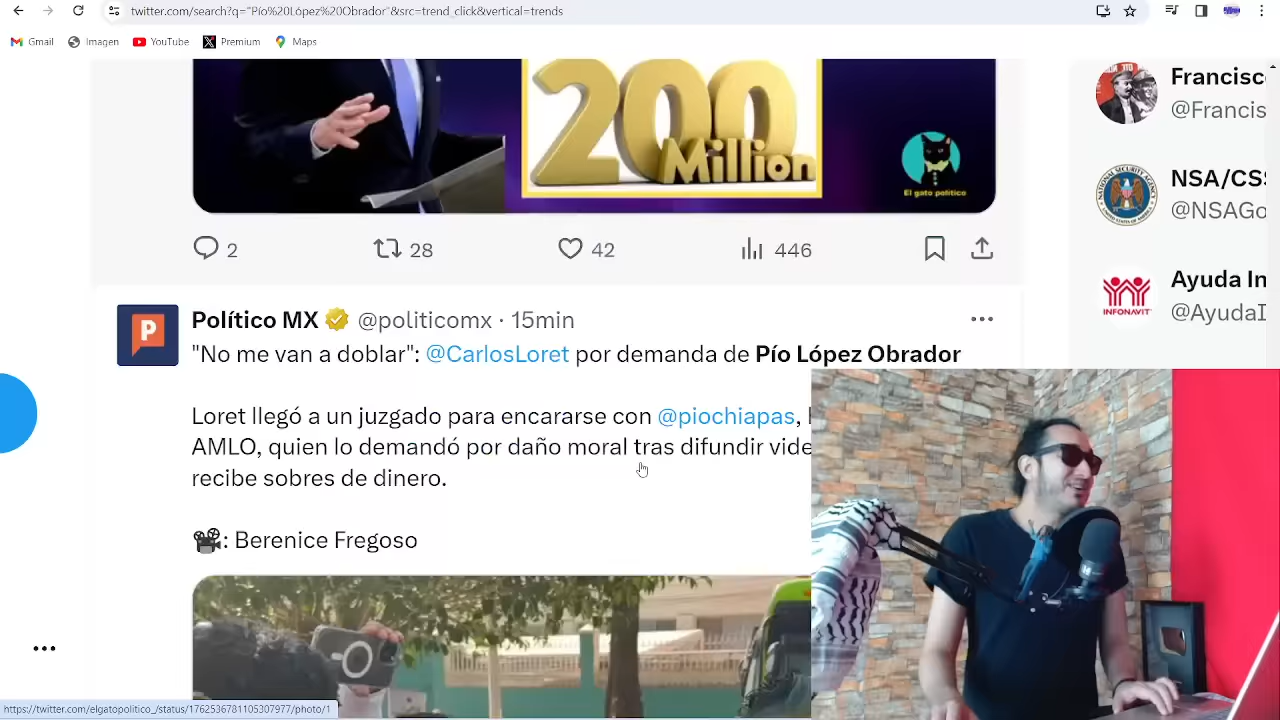 twitter.com/search?q="Pío%20López%20Obrador"&src=trend_click&vertical=trends
Gmail
Imagen
YouTube
Premium
Maps
200
Million
El gato político
2
28
42
446
Francisc
@Francis
NSA/CS
@NSAGo
INFONAVIT
Ayuda In
@AyudaI
Político MX @politicomx · 15min
"No me van a doblar": @CarlosLoret por demanda de Pío López Obrador
Loret llegó a un juzgado para encararse con @piochiapas,
AMLO, quien lo demandó por daño moral tras difundir vide
recibe sobres de dinero.
: Berenice Fregoso
https://twitter.com/elgatopolitico_/status/1762536781105307977/photo/1